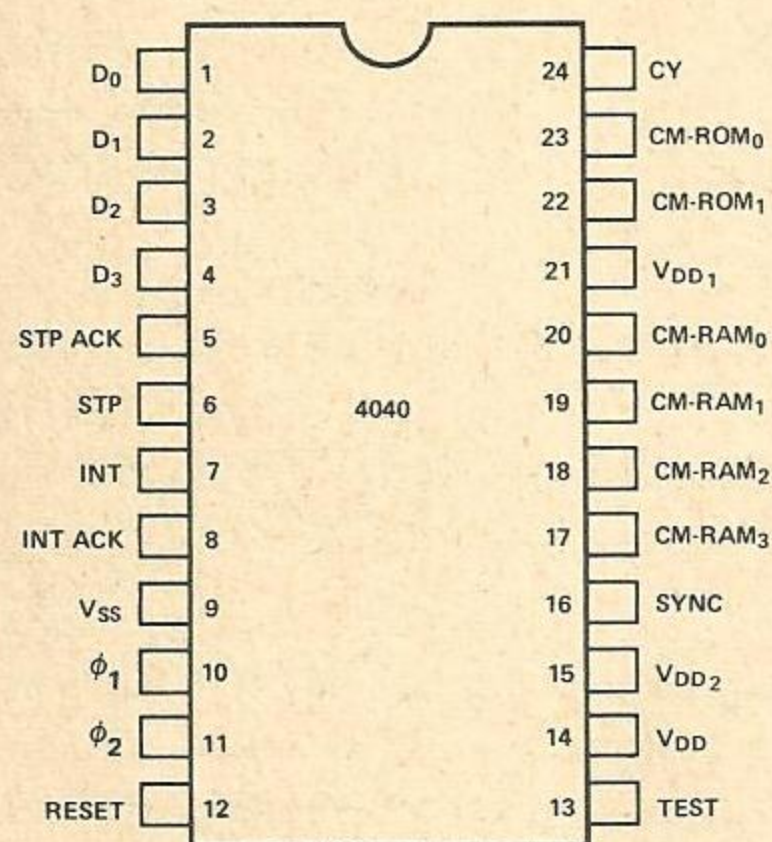 D₀ 1 24 CY
D₁ 2 23 CM-ROM₀
D₂ 3 22 CM-ROM₁
D₃ 4 21 VDD₁
STP ACK 5 20 CM-RAM₀
STP 6 4040 19 CM-RAM₁
INT 7 18 CM-RAM₂
INT ACK 8 17 CM-RAM₃
VSS 9 16 SYNC
ϕ₁ 10 15 VDD₂
ϕ₂ 11 14 VDD
RESET 12 13 TEST